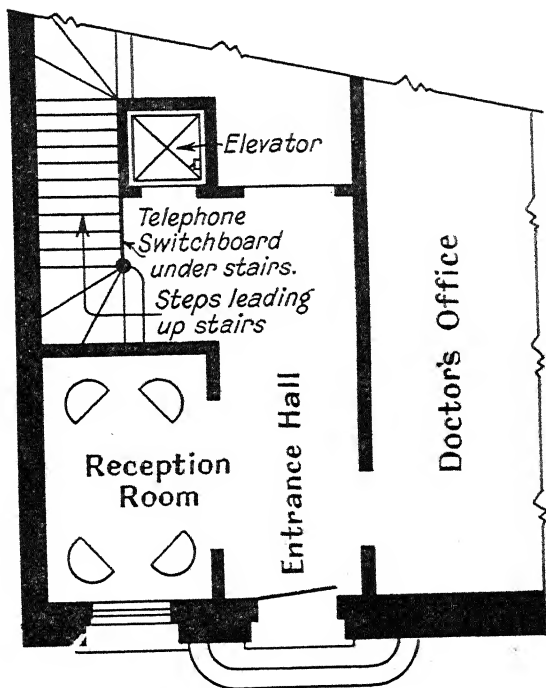 Elevator
Telephone
Switchboard
under stairs.
Steps leading
up stairs
Reception
Room
Entrance Hall
Doctor's Office